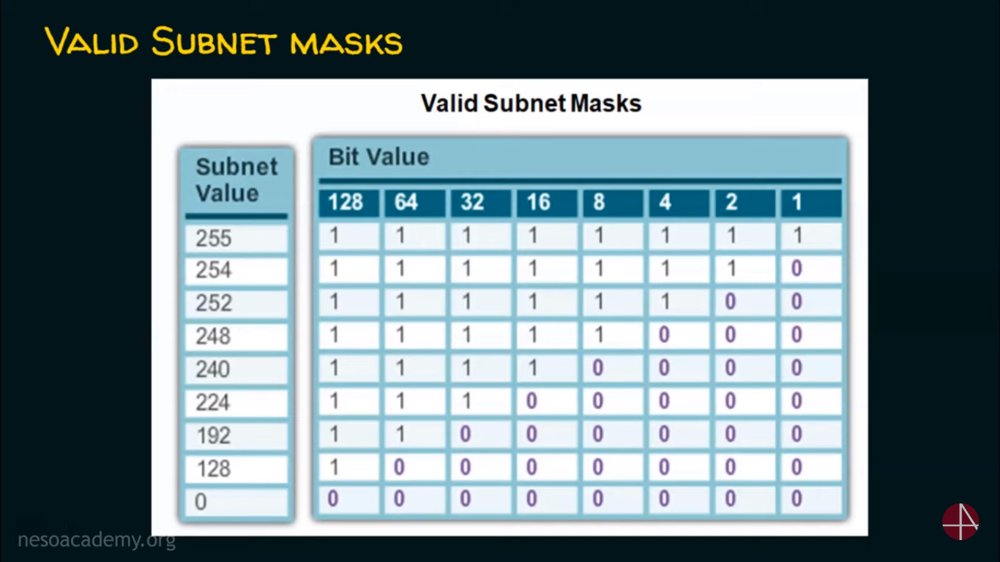 VALID SUBNET MASKS
Valid Subnet Masks
Subnet Value
Bit Value
128 64 32 16 8 4 2 1
255 1 1 1 1 1 1 1 1
254 1 1 1 1 1 1 1 0
252 1 1 1 1 1 1 0 0
248 1 1 1 1 1 0 0 0
240 1 1 1 1 0 0 0 0
224 1 1 1 0 0 0 0 0
192 1 1 0 0 0 0 0 0
128 1 0 0 0 0 0 0 0
0 0 0 0 0 0 0 0 0
nesoacademy.org